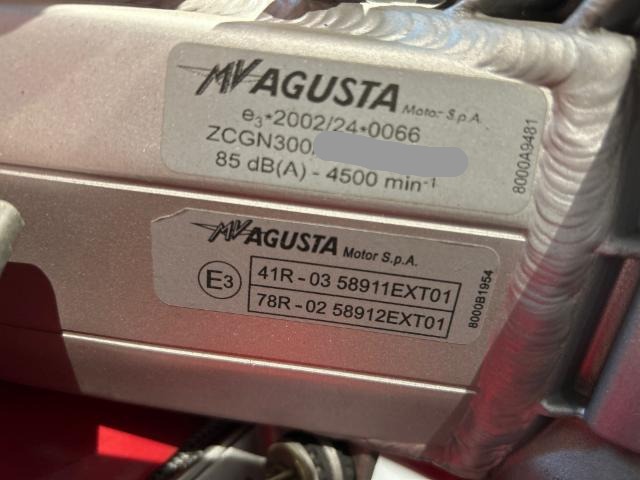 MV AGUSTA Motor S.p.A.
e3*2002/24*0066
ZCGN300
85 dB(A) - 4500 min-1
8000A9481
MV AGUSTA Motor S.p.A.
E3
41R - 03 58911EXT01
78R - 02 58912EXT01
8000B1954